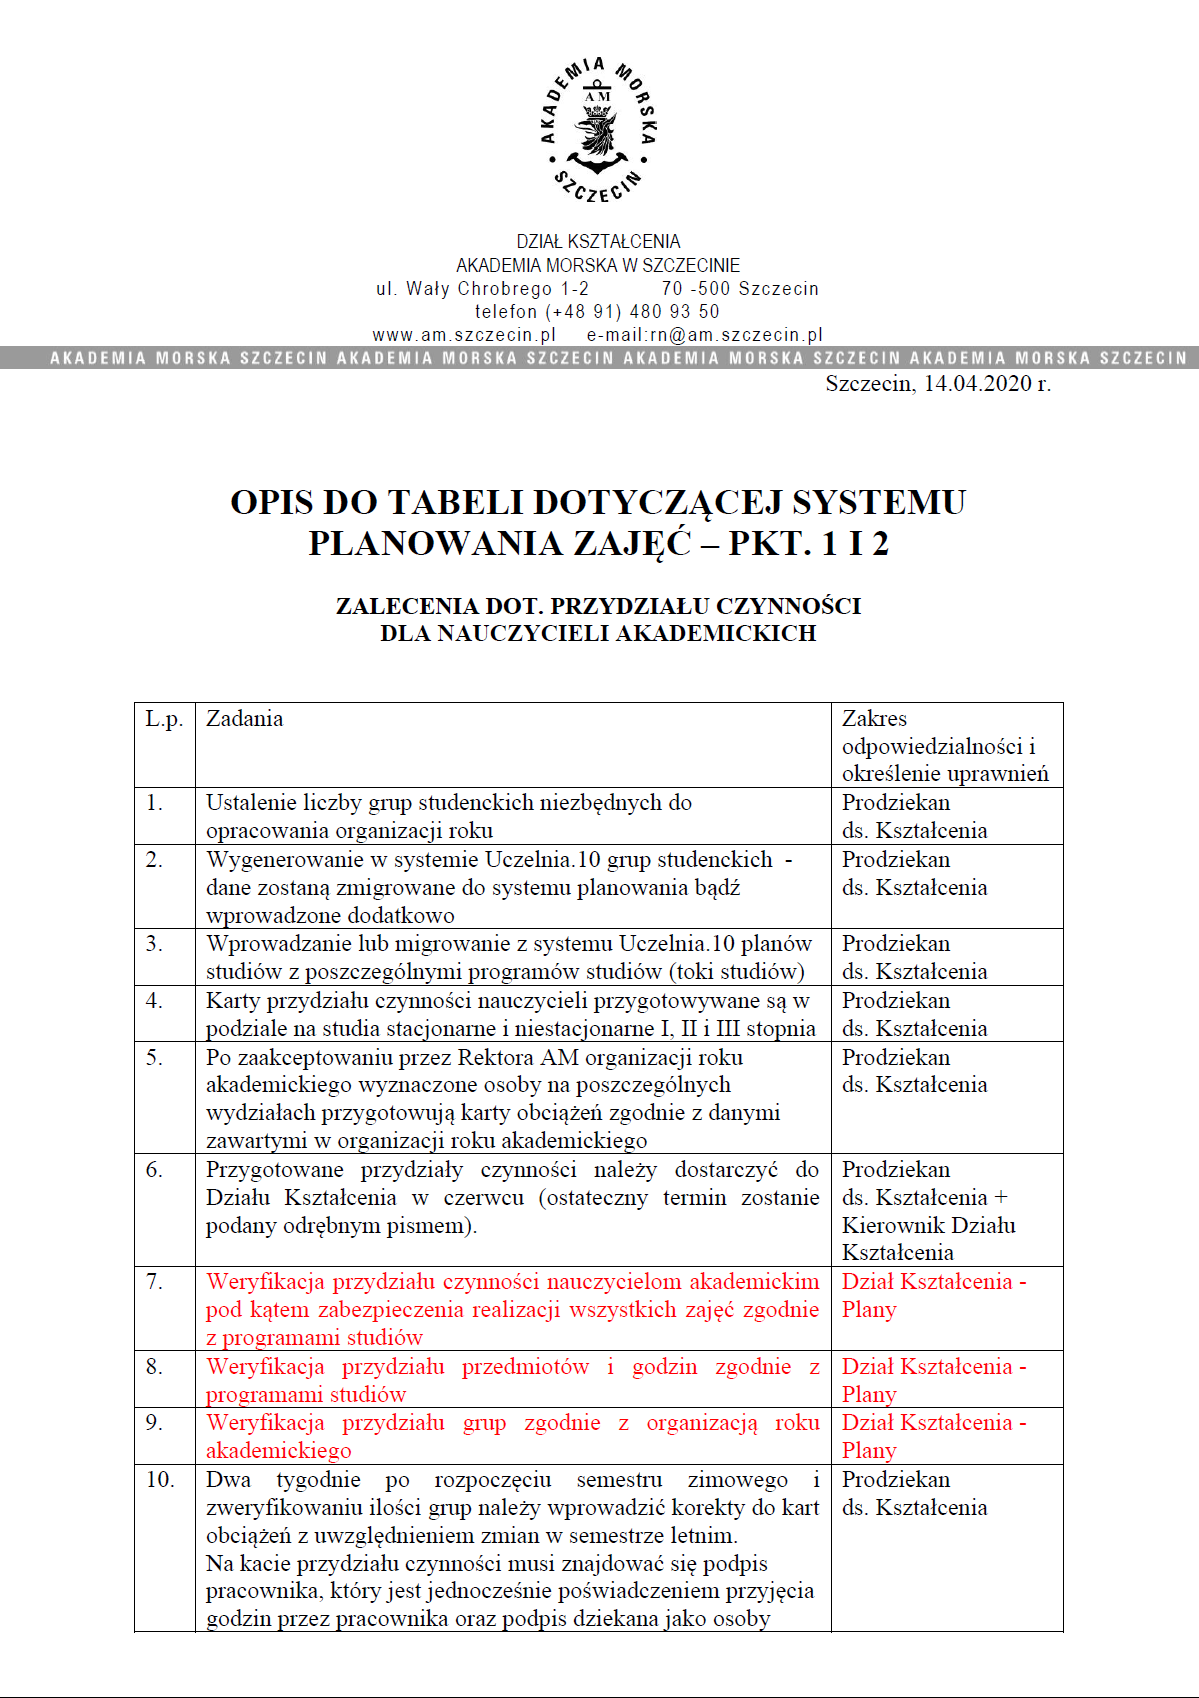 AKADEMIA MORSKA
A M
SZCZECIN
DZIAŁ KSZTAŁCENIA
AKADEMIA MORSKA W SZCZECINIE
ul. Wały Chrobrego 1-2 70 -500 Szczecin
telefon (+48 91) 480 93 50
www.am.szczecin.pl e-mail:rn@am.szczecin.pl
AKADEMIA MORSKA SZCZECIN AKADEMIA MORSKA SZCZECIN AKADEMIA MORSKA SZCZECIN AKADEMIA MORSKA SZCZECIN
Szczecin, 14.04.2020 r.
OPIS DO TABELI DOTYCZĄCEJ SYSTEMU
PLANOWANIA ZAJĘĆ – PKT. 1 I 2
ZALECENIA DOT. PRZYDZIAŁU CZYNNOŚCI
DLA NAUCZYCIELI AKADEMICKICH
L.p. Zadania Zakres
odpowiedzialności i
określenie uprawnień
1. Ustalenie liczby grup studenckich niezbędnych do Prodziekan
opracowania organizacji roku ds. Kształcenia
2. Wygenerowanie w systemie Uczelnia.10 grup studenckich - Prodziekan
dane zostaną zmigrowane do systemu planowania bądź ds. Kształcenia
wprowadzone dodatkowo
3. Wprowadzanie lub migrowanie z systemu Uczelnia.10 planów Prodziekan
studiów z poszczególnymi programów studiów (toki studiów) ds. Kształcenia
4. Karty przydziału czynności nauczycieli przygotowywane są w Prodziekan
podziale na studia stacjonarne i niestacjonarne I, II i III stopnia ds. Kształcenia
5. Po zaakceptowaniu przez Rektora AM organizacji roku Prodziekan
akademickiego wyznaczone osoby na poszczególnych ds. Kształcenia
wydziałach przygotowują karty obciążeń zgodnie z danymi
zawartymi w organizacji roku akademickiego
6. Przygotowane przydziały czynności należy dostarczyć do Prodziekan
Działu Kształcenia w czerwcu (ostateczny termin zostanie ds. Kształcenia +
podany odrębnym pismem). Kierownik Działu
Kształcenia
7. Weryfikacja przydziału czynności nauczycielom akademickim Dział Kształcenia -
pod kątem zabezpieczenia realizacji wszystkich zajęć zgodnie Plany
z programami studiów
8. Weryfikacja przydziału przedmiotów i godzin zgodnie z Dział Kształcenia -
programami studiów Plany
9. Weryfikacja przydziału grup zgodnie z organizacją roku Dział Kształcenia -
akademickiego Plany
10. Dwa tygodnie po rozpoczęciu semestru zimowego i Prodziekan
zweryfikowaniu ilości grup należy wprowadzić korekty do kart ds. Kształcenia
obciążeń z uwzględnieniem zmian w semestrze letnim.
Na kacie przydziału czynności musi znajdować się podpis
pracownika, który jest jednocześnie poświadczeniem przyjęcia
godzin przez pracownika oraz podpis dziekana jako osoby